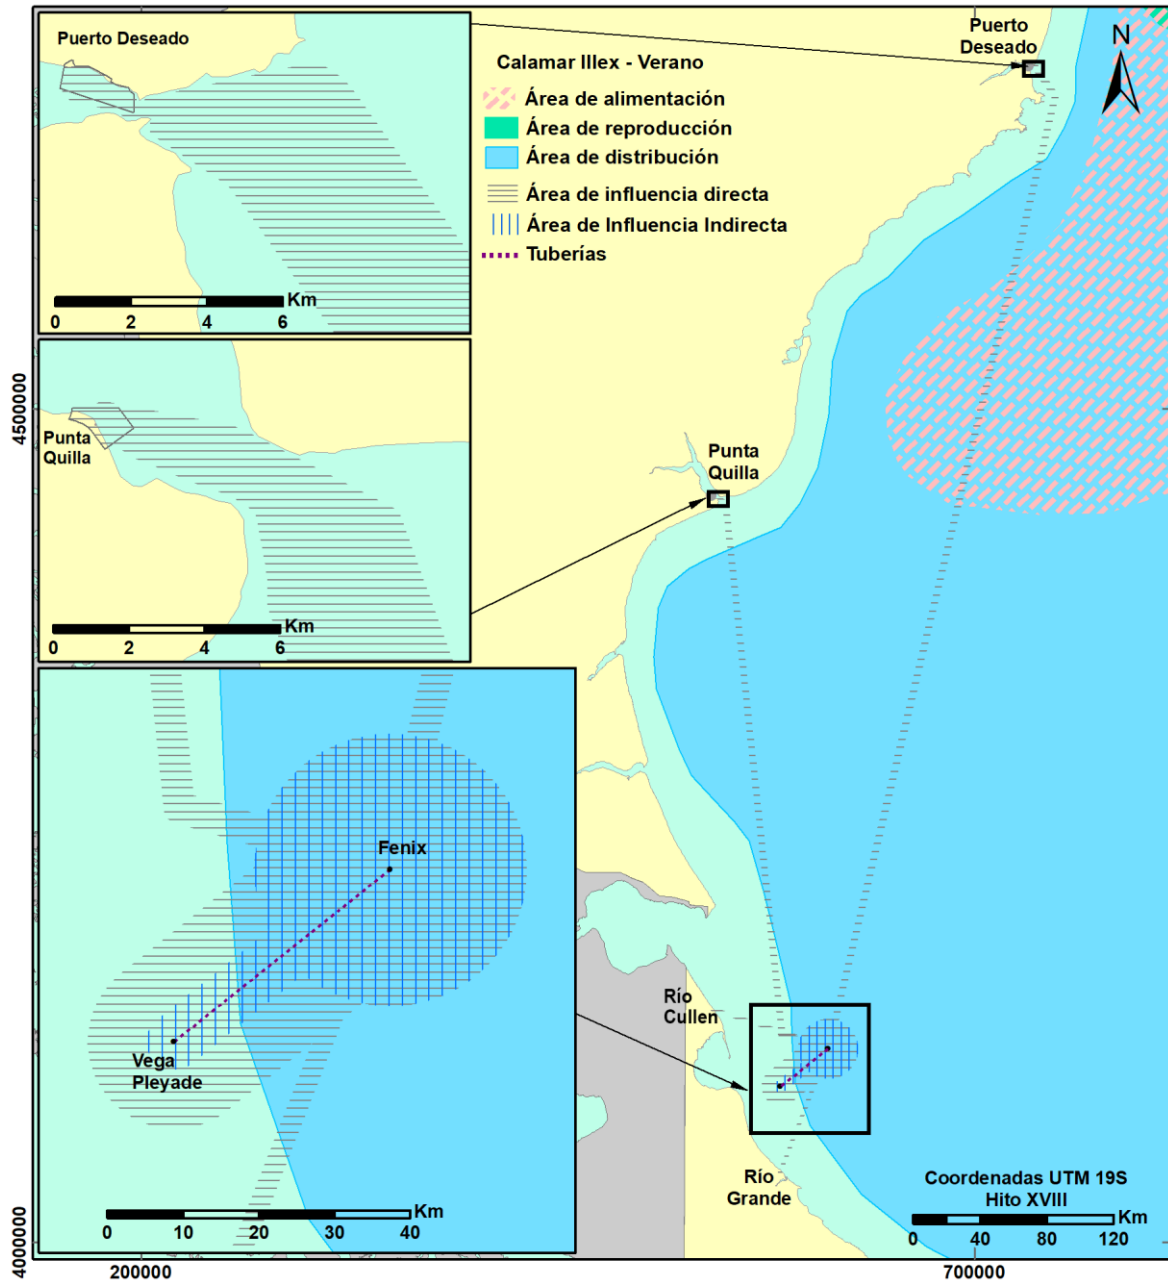 Puerto Deseado
Km
0 2 4 6
Punta
Quilla
Km
0 2 4 6
Fenix
Vega
Pleyade
0 10 20 30 40
Km
Calamar Illex - Verano
Área de alimentación
Área de reproducción
Área de distribución
Área de influencia directa
Área de Influencia Indirecta
Tuberías
Puerto
Deseado
N
Punta
Quilla
Río
Cullen
Río
Grande
Coordenadas UTM 19S
Hito XVIII
Km
0 40 80 120
4500000
4000000
200000
700000